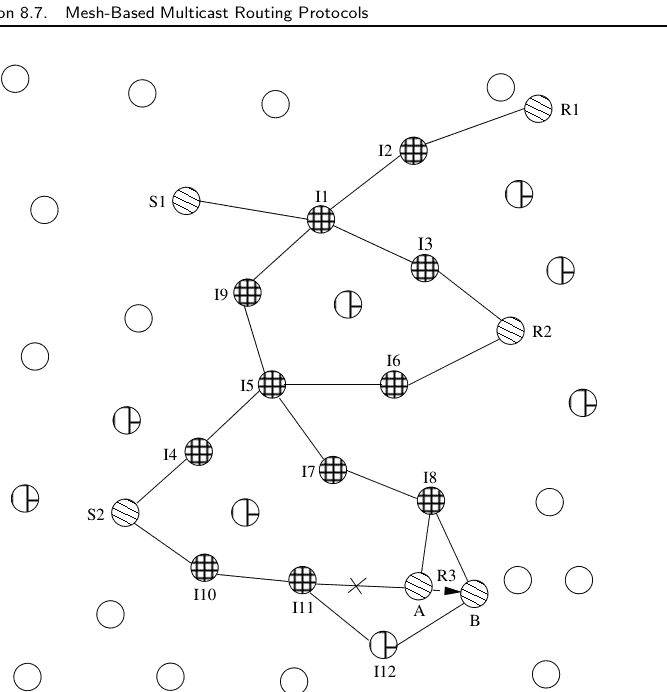 on 8.7. Mesh-Based Multicast Routing Protocols
R1
I2
I1
S1
I3
I9
R2
I6
I5
I4
I7
I8
S2
R3
I10
I11
A
B
I12